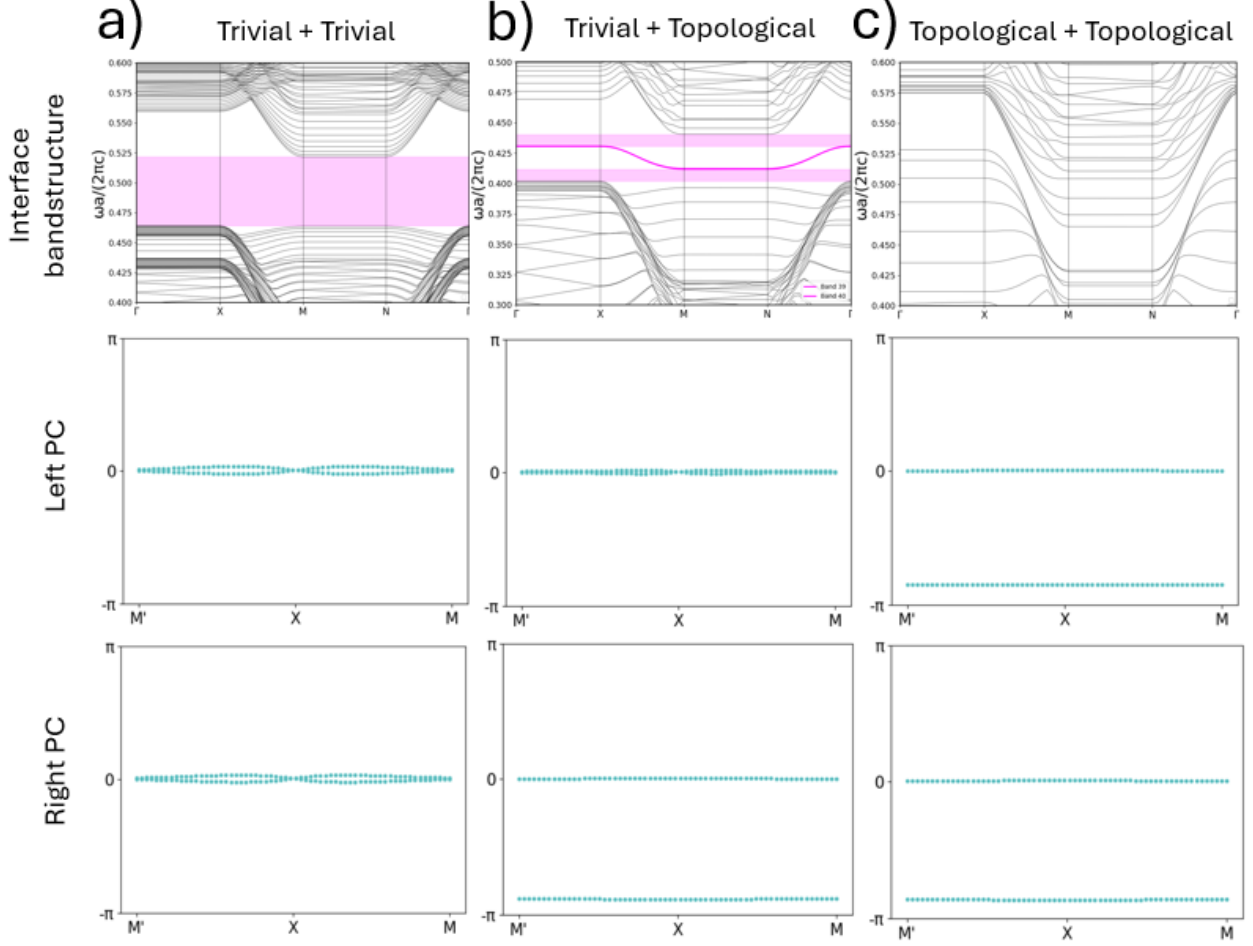 a) Trivial + Trivial
b) Trivial + Topological
c) Topological + Topological
Interface
bandstructure
ωa/(2πc)
0.600
0.575
0.550
0.525
0.500
0.475
0.450
0.425
0.400
Γ X M N Γ
ωa/(2πc)
0.500
0.475
0.450
0.425
0.400
0.375
0.350
0.325
0.300
Band 39
Band 40
Γ X M N Γ
ωa/(2πc)
0.600
0.575
0.550
0.525
0.500
0.475
0.450
0.425
0.400
Γ X M N Γ
Left PC
π
0
-π
M' X M
π
0
-π
M' X M
π
0
-π
M' X M
Right PC
π
0
-π
M' X M
π
0
-π
M' X M
π
0
-π
M' X M